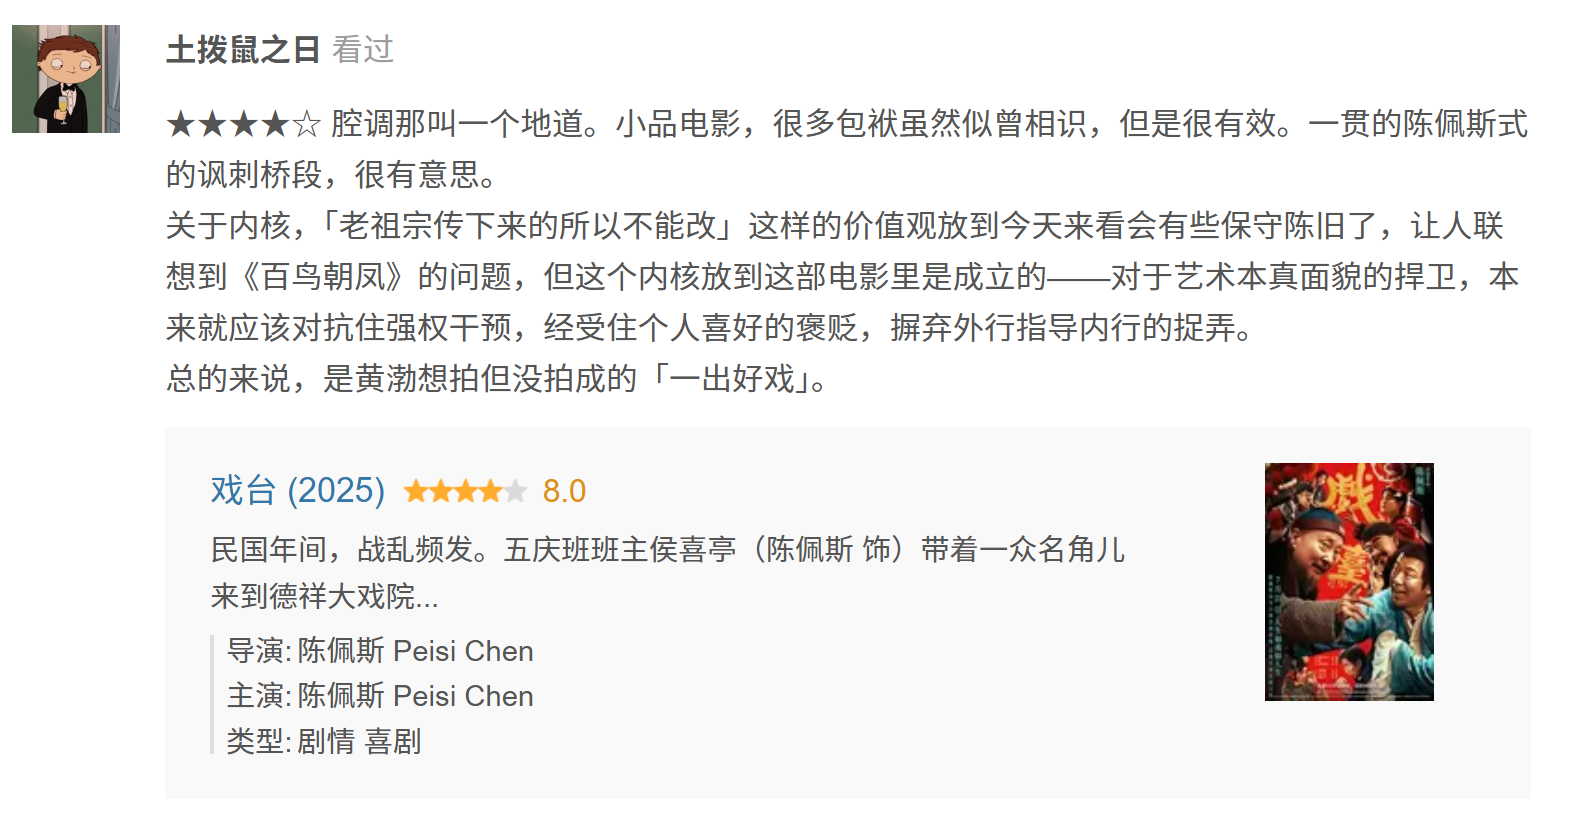 土拨鼠之日 看过
★★★★☆ 腔调那叫一个地道。小品电影，很多包袱虽然似曾相识，但是很有效。一贯的陈佩斯式
的讽刺桥段，很有意思。
关于内核，「老祖宗传下来的所以不能改」这样的价值观放到今天来看会有些保守陈旧了，让人联
想到《百鸟朝凤》的问题，但这个内核放到这部电影里是成立的——对于艺术本真面貌的捍卫，本
来就应该对抗住强权干预，经受住个人喜好的褒贬，摒弃外行指导内行的捉弄。
总的来说，是黄渤想拍但没拍成的「一出好戏」。
戏台 (2025) 8.0
民国年间，战乱频发。五庆班班主侯喜亭（陈佩斯 饰）带着一众名角儿
来到德祥大戏院...
导演: 陈佩斯 Peisi Chen
主演: 陈佩斯 Peisi Chen
类型: 剧情 喜剧
戲
臺